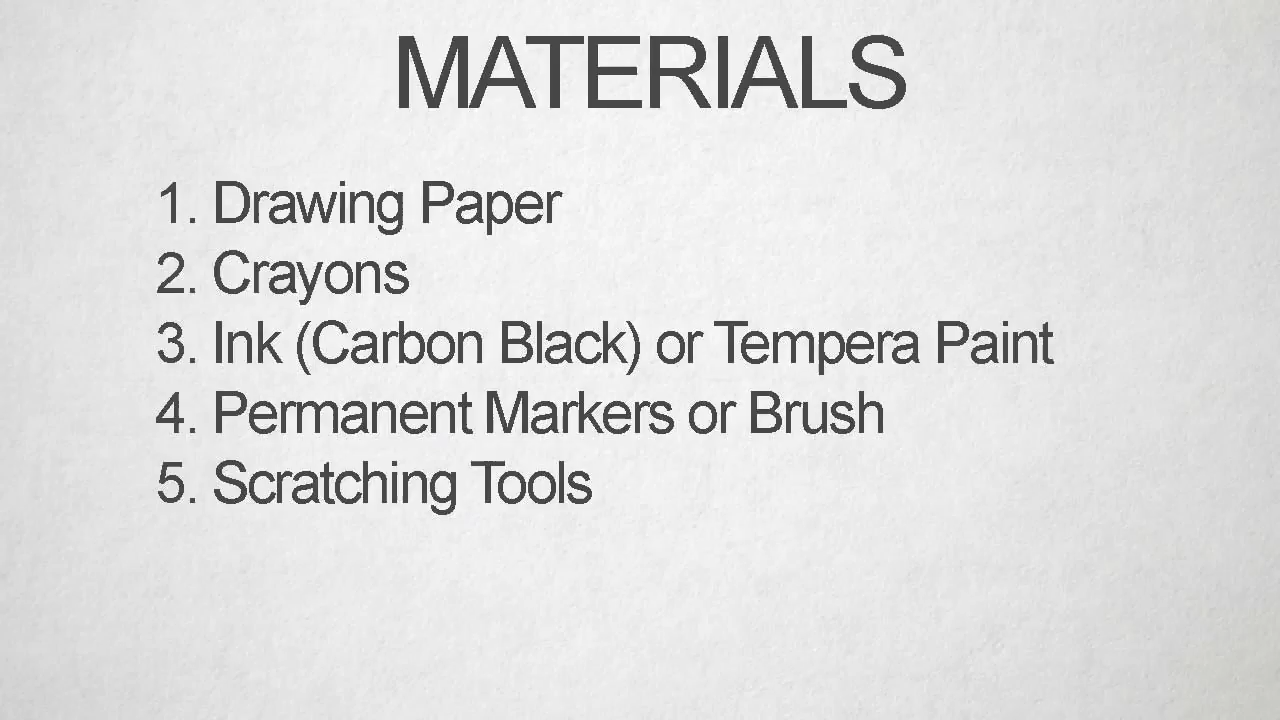 MATERIALS
1. Drawing Paper
2. Crayons
3. Ink (Carbon Black) or Tempera Paint
4. Permanent Markers or Brush
5. Scratching Tools